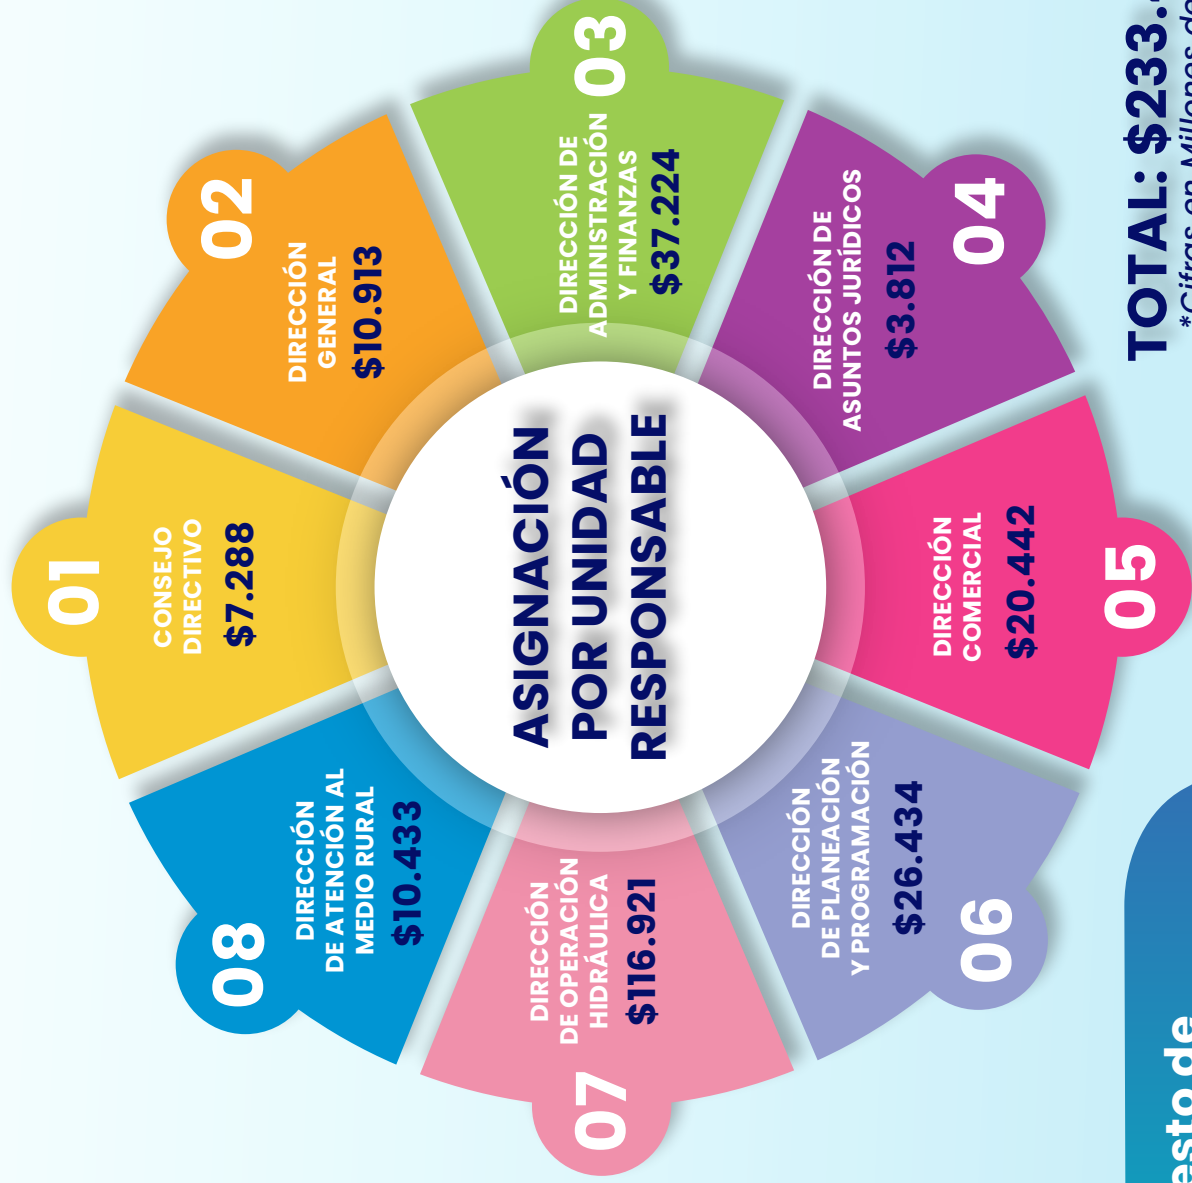 ASIGNACIÓN
POR UNIDAD
RESPONSABLE
01
CONSEJO
DIRECTIVO
$7.288
02
DIRECCIÓN
GENERAL
$10.913
03
DIRECCIÓN DE
ADMINISTRACIÓN
Y FINANZAS
$37.224
04
DIRECCIÓN DE
ASUNTOS JURÍDICOS
$3.812
05
DIRECCIÓN
COMERCIAL
$20.442
06
DIRECCIÓN
DE PLANEACIÓN
Y PROGRAMACIÓN
$26.434
07
DIRECCIÓN
DE OPERACIÓN
HIDRÁULICA
$116.921
08
DIRECCIÓN
DE ATENCIÓN AL
MEDIO RURAL
$10.433
TOTAL: $233.
*Cifras en Millones de
esto de